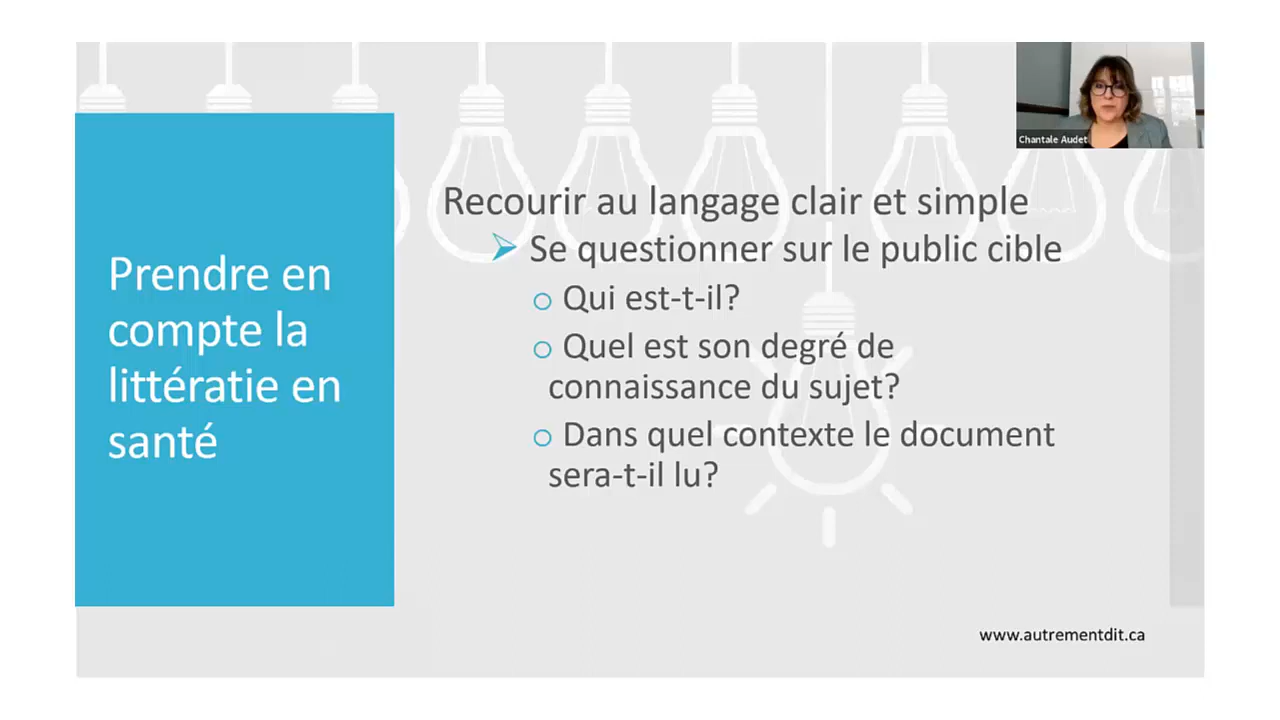 Chantale Audet
Prendre en
compte la
littératie en
santé
Recourir au langage clair et simple
Se questionner sur le public cible
Qui est-t-il?
Quel est son degré de
connaissance du sujet?
Dans quel contexte le document
sera-t-il lu?
www.autrementdit.ca